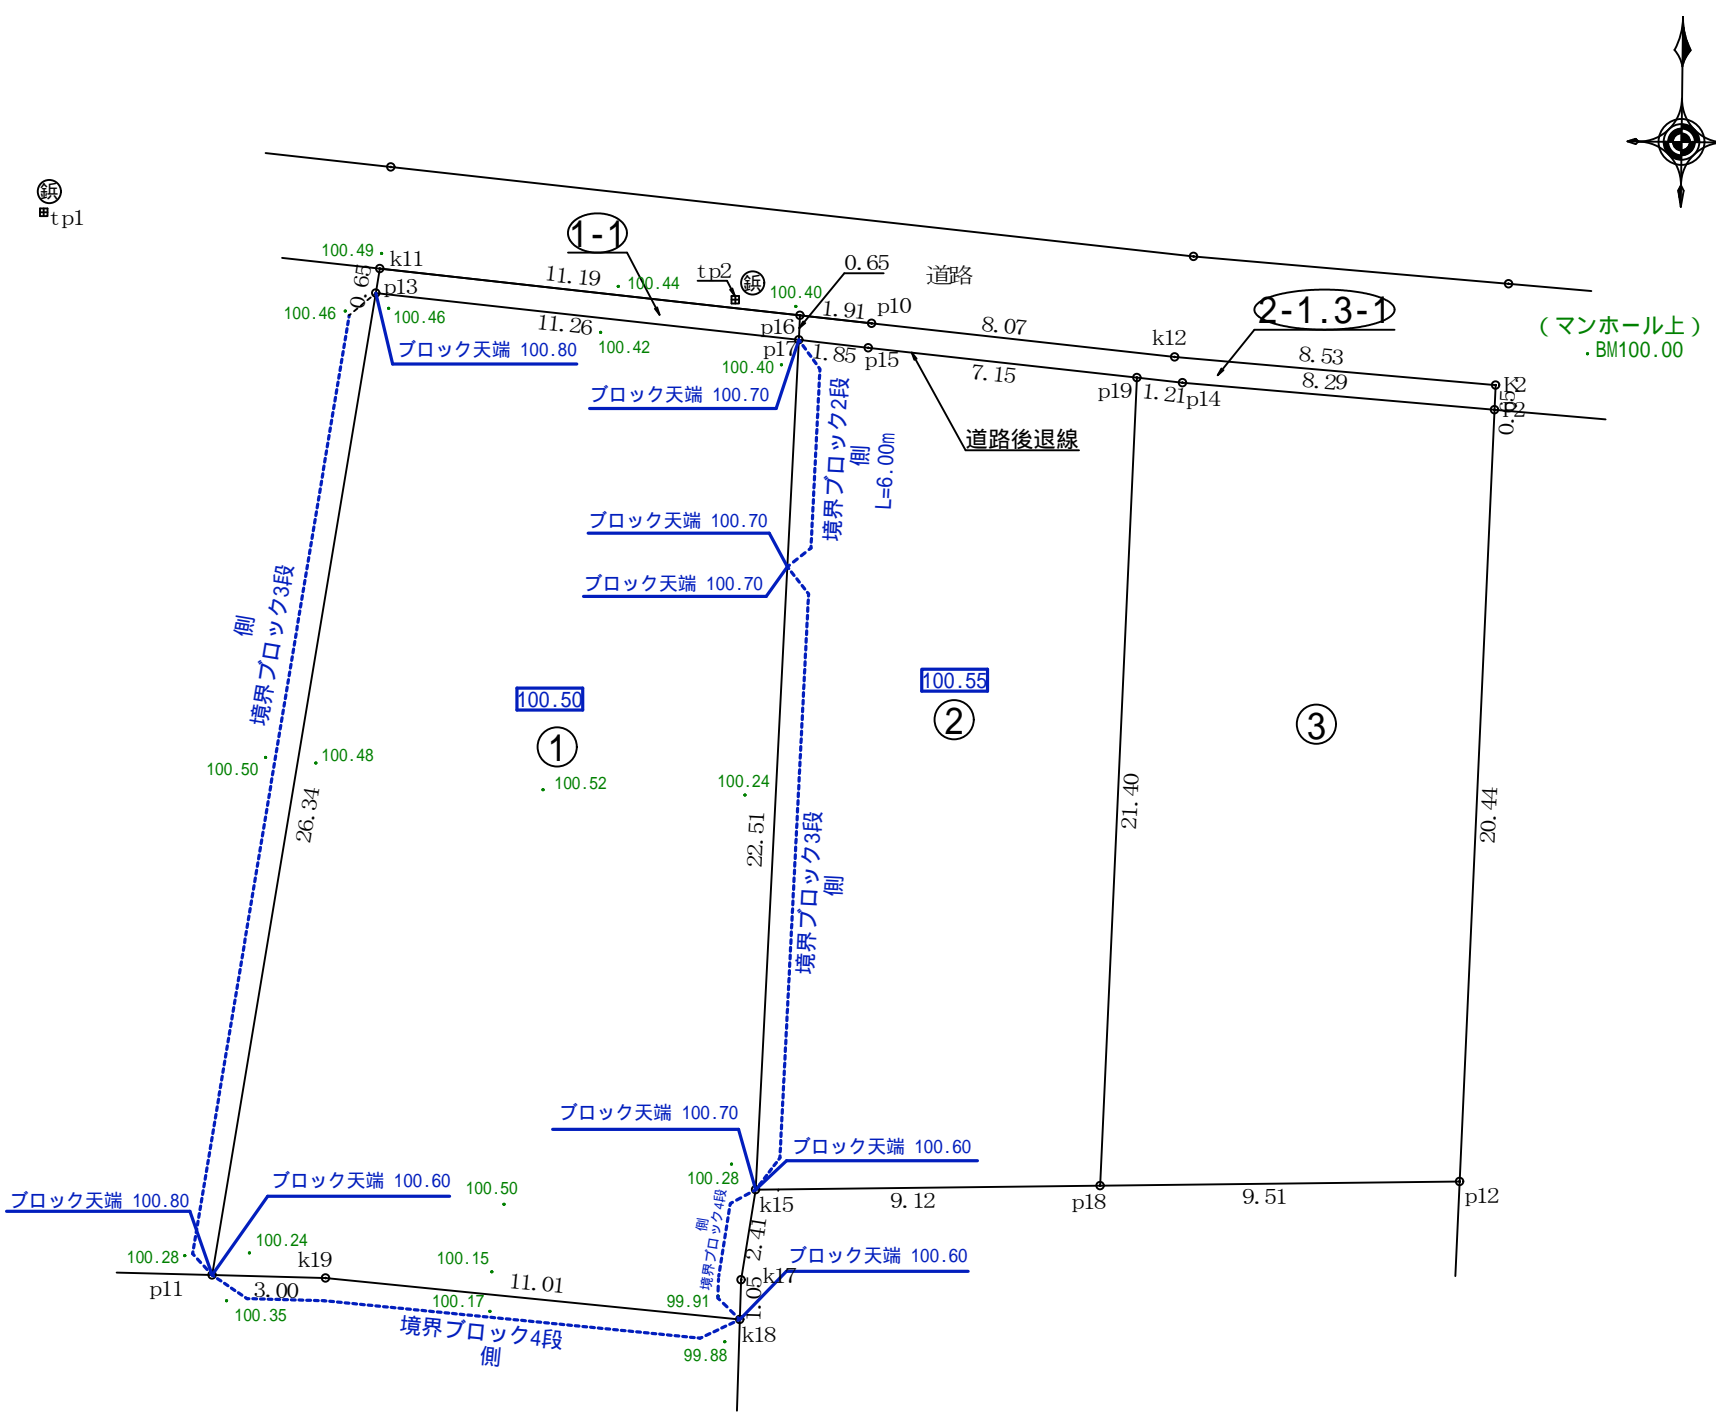 鋲
tp1
100.49
k11
0.65
p13
1-1
11.19
100.44
tp2
鋲
100.40
0.65
道路
1.91
p10
8.07
k12
2-1.3-1
8.53
(マンホール上)
BM100.00
K2
0.65
P2
100.46
100.46
11.26
100.42
ブロック天端 100.80
p16
p17
1.85
p15
7.15
p19
1.21
p14
8.29
100.40
ブロック天端 100.70
道路後退線
境界ブロック2段
側
L=6.00m
ブロック天端 100.70
ブロック天端 100.70
側
境界ブロック3段
100.50
①
100.55
②
③
100.50
100.48
100.52
100.24
26.34
22.51
21.40
20.44
境界ブロック3段
側
ブロック天端 100.70
ブロック天端 100.60
100.28
k15
9.12
p18
9.51
p12
ブロック天端 100.80
ブロック天端 100.60
100.50
側
境界ブロック4段
2.41
100.28
100.24
k19
100.15
ブロック天端 100.60
k17
1.05
p11
3.00
11.01
100.35
100.17
99.91
k18
境界ブロック4段
側
99.88